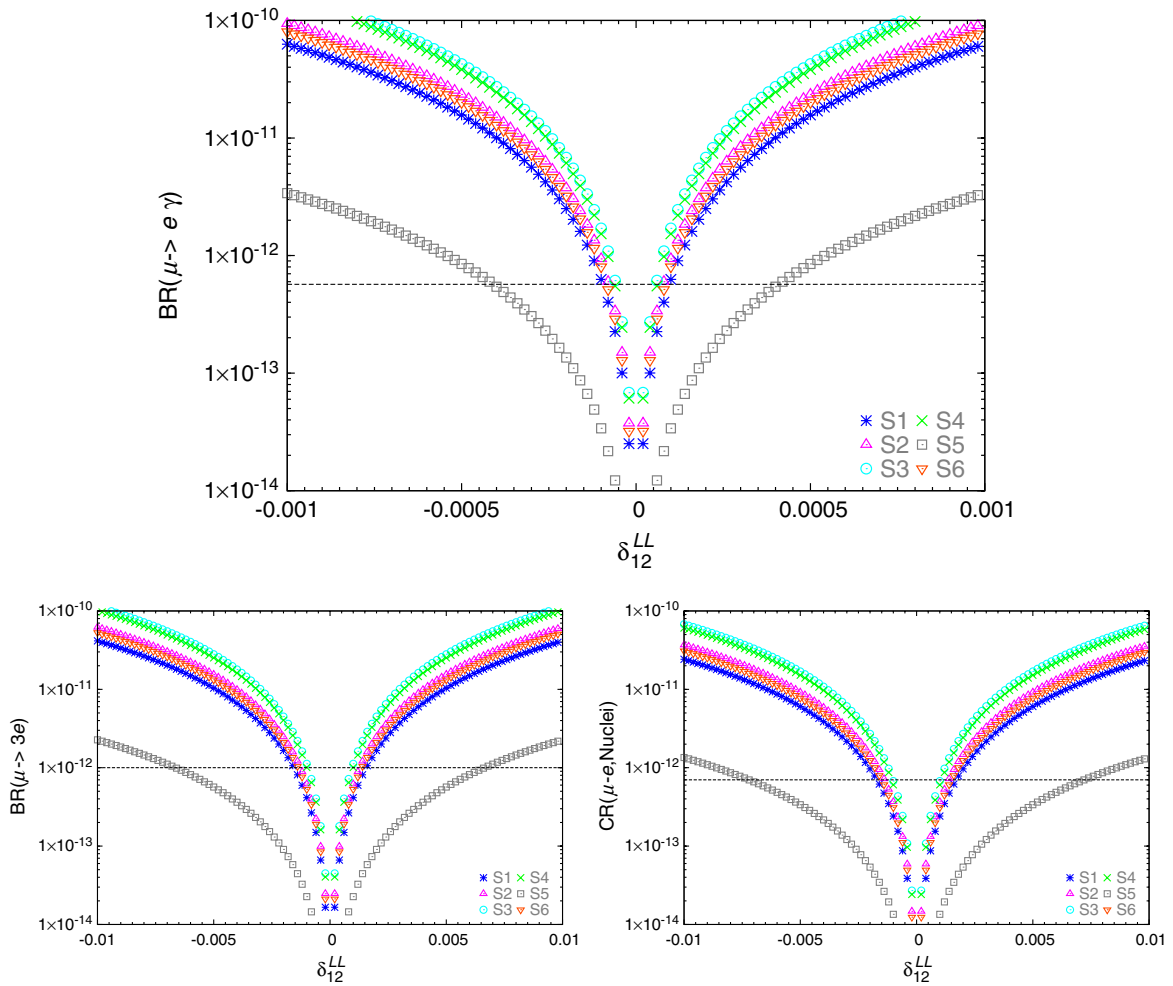 1×10⁻¹⁰
1×10⁻¹¹
1×10⁻¹²
1×10⁻¹³
1×10⁻¹⁴
BR(μ-> e γ)
-0.001 -0.0005 0 0.0005 0.001
δ₁₂^LL
S1 S4
S2 S5
S3 S6
1×10⁻¹⁰
1×10⁻¹¹
1×10⁻¹²
1×10⁻¹³
1×10⁻¹⁴
BR(μ-> 3e)
-0.01 -0.005 0 0.005 0.01
δ₁₂^LL
S1 S4
S2 S5
S3 S6
1×10⁻¹⁰
1×10⁻¹¹
1×10⁻¹²
1×10⁻¹³
1×10⁻¹⁴
CR(μ-e,Nuclei)
-0.01 -0.005 0 0.005 0.01
δ₁₂^LL
S1 S4
S2 S5
S3 S6